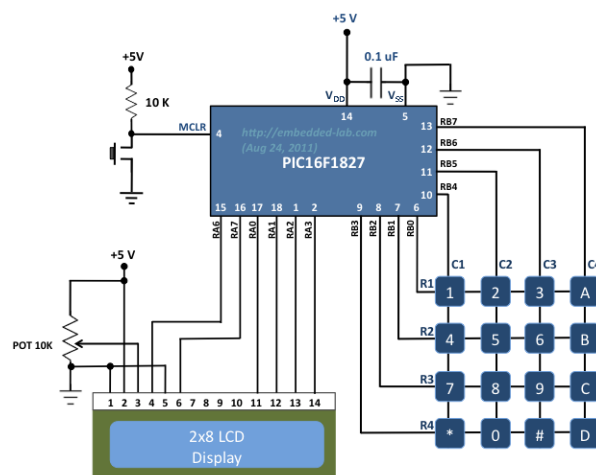 +5 V
+5V
0.1 uF
10 K
VDD
VSS
14
5
MCLR
4
http://embedded-lab.com
(Aug 24, 2011)
PIC16F1827
13
RB7
12
RB6
11
RB5
10
RB4
15 16 17 18 1 2
9 8 7 6
RA6 RA7 RA0 RA1 RA2 RA3
RB3 RB2 RB1 RB0
+5 V
POT 10K
C1 C2 C3 C4
R1 1 2 3 A
R2 4 5 6 B
R3 7 8 9 C
R4 * 0 # D
1 2 3 4 5 6 7 8 9 10 11 12 13 14
2x8 LCD
Display